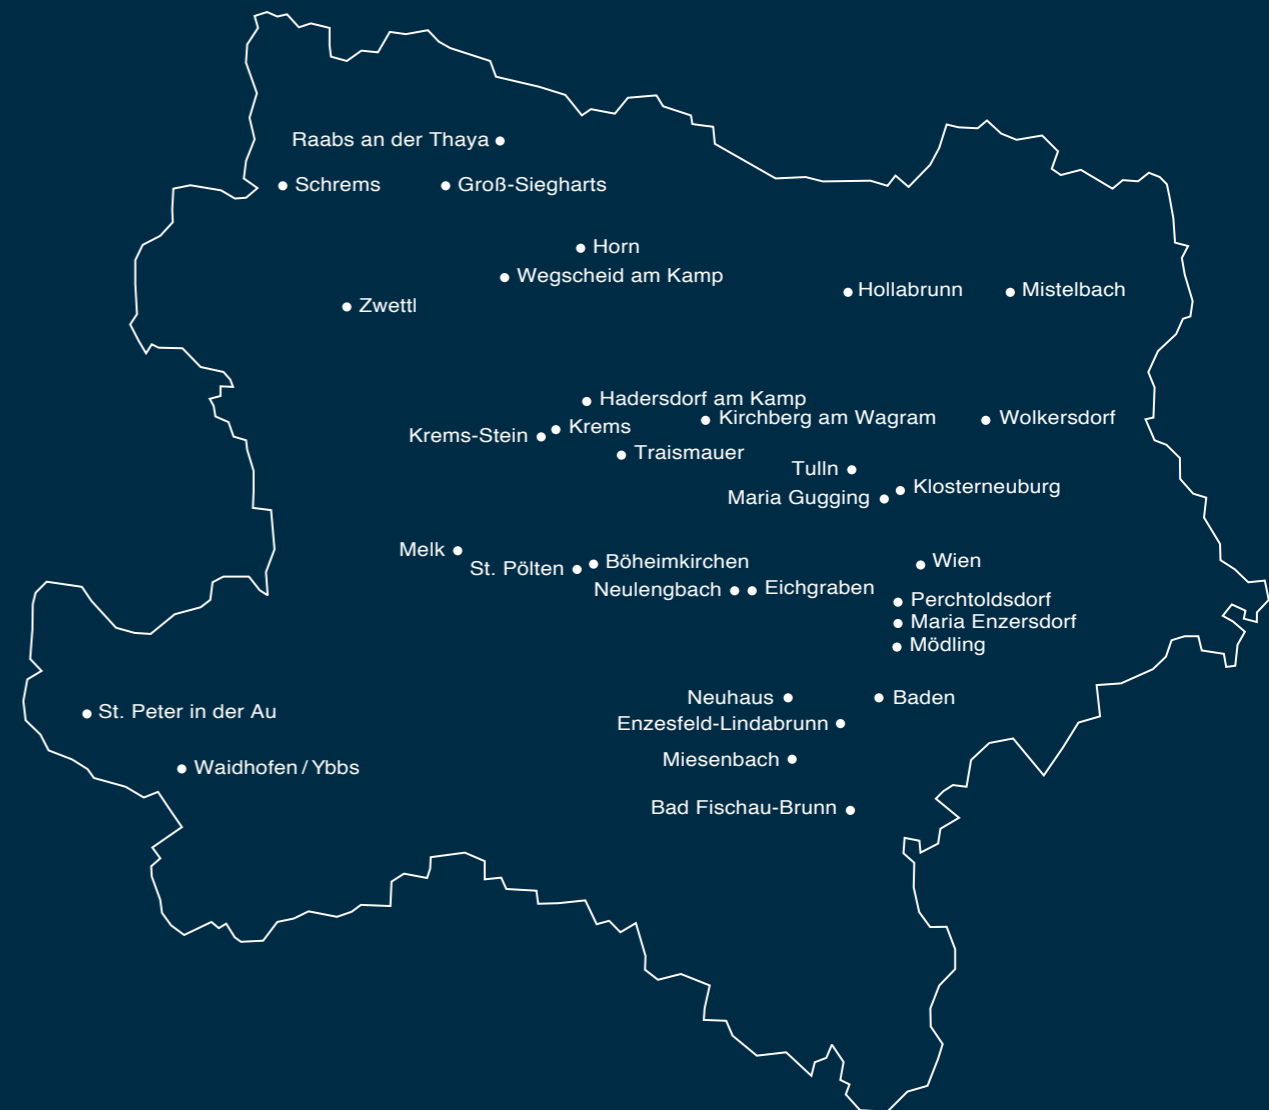 Raabs an der Thaya
Schrems
Groß-Siegharts
Horn
Wegscheid am Kamp
Zwettl
Hollabrunn
Mistelbach
Hadersdorf am Kamp
Kirchberg am Wagram
Wolkersdorf
Krems-Stein
Krems
Traismauer
Tulln
Klosterneuburg
Maria Gugging
Melk
St. Pölten
Böheimkirchen
Wien
Neulengbach
Eichgraben
Perchtoldsdorf
Maria Enzersdorf
Mödling
Neuhaus
Baden
St. Peter in der Au
Enzesfeld-Lindabrunn
Miesenbach
Waidhofen / Ybbs
Bad Fischau-Brunn